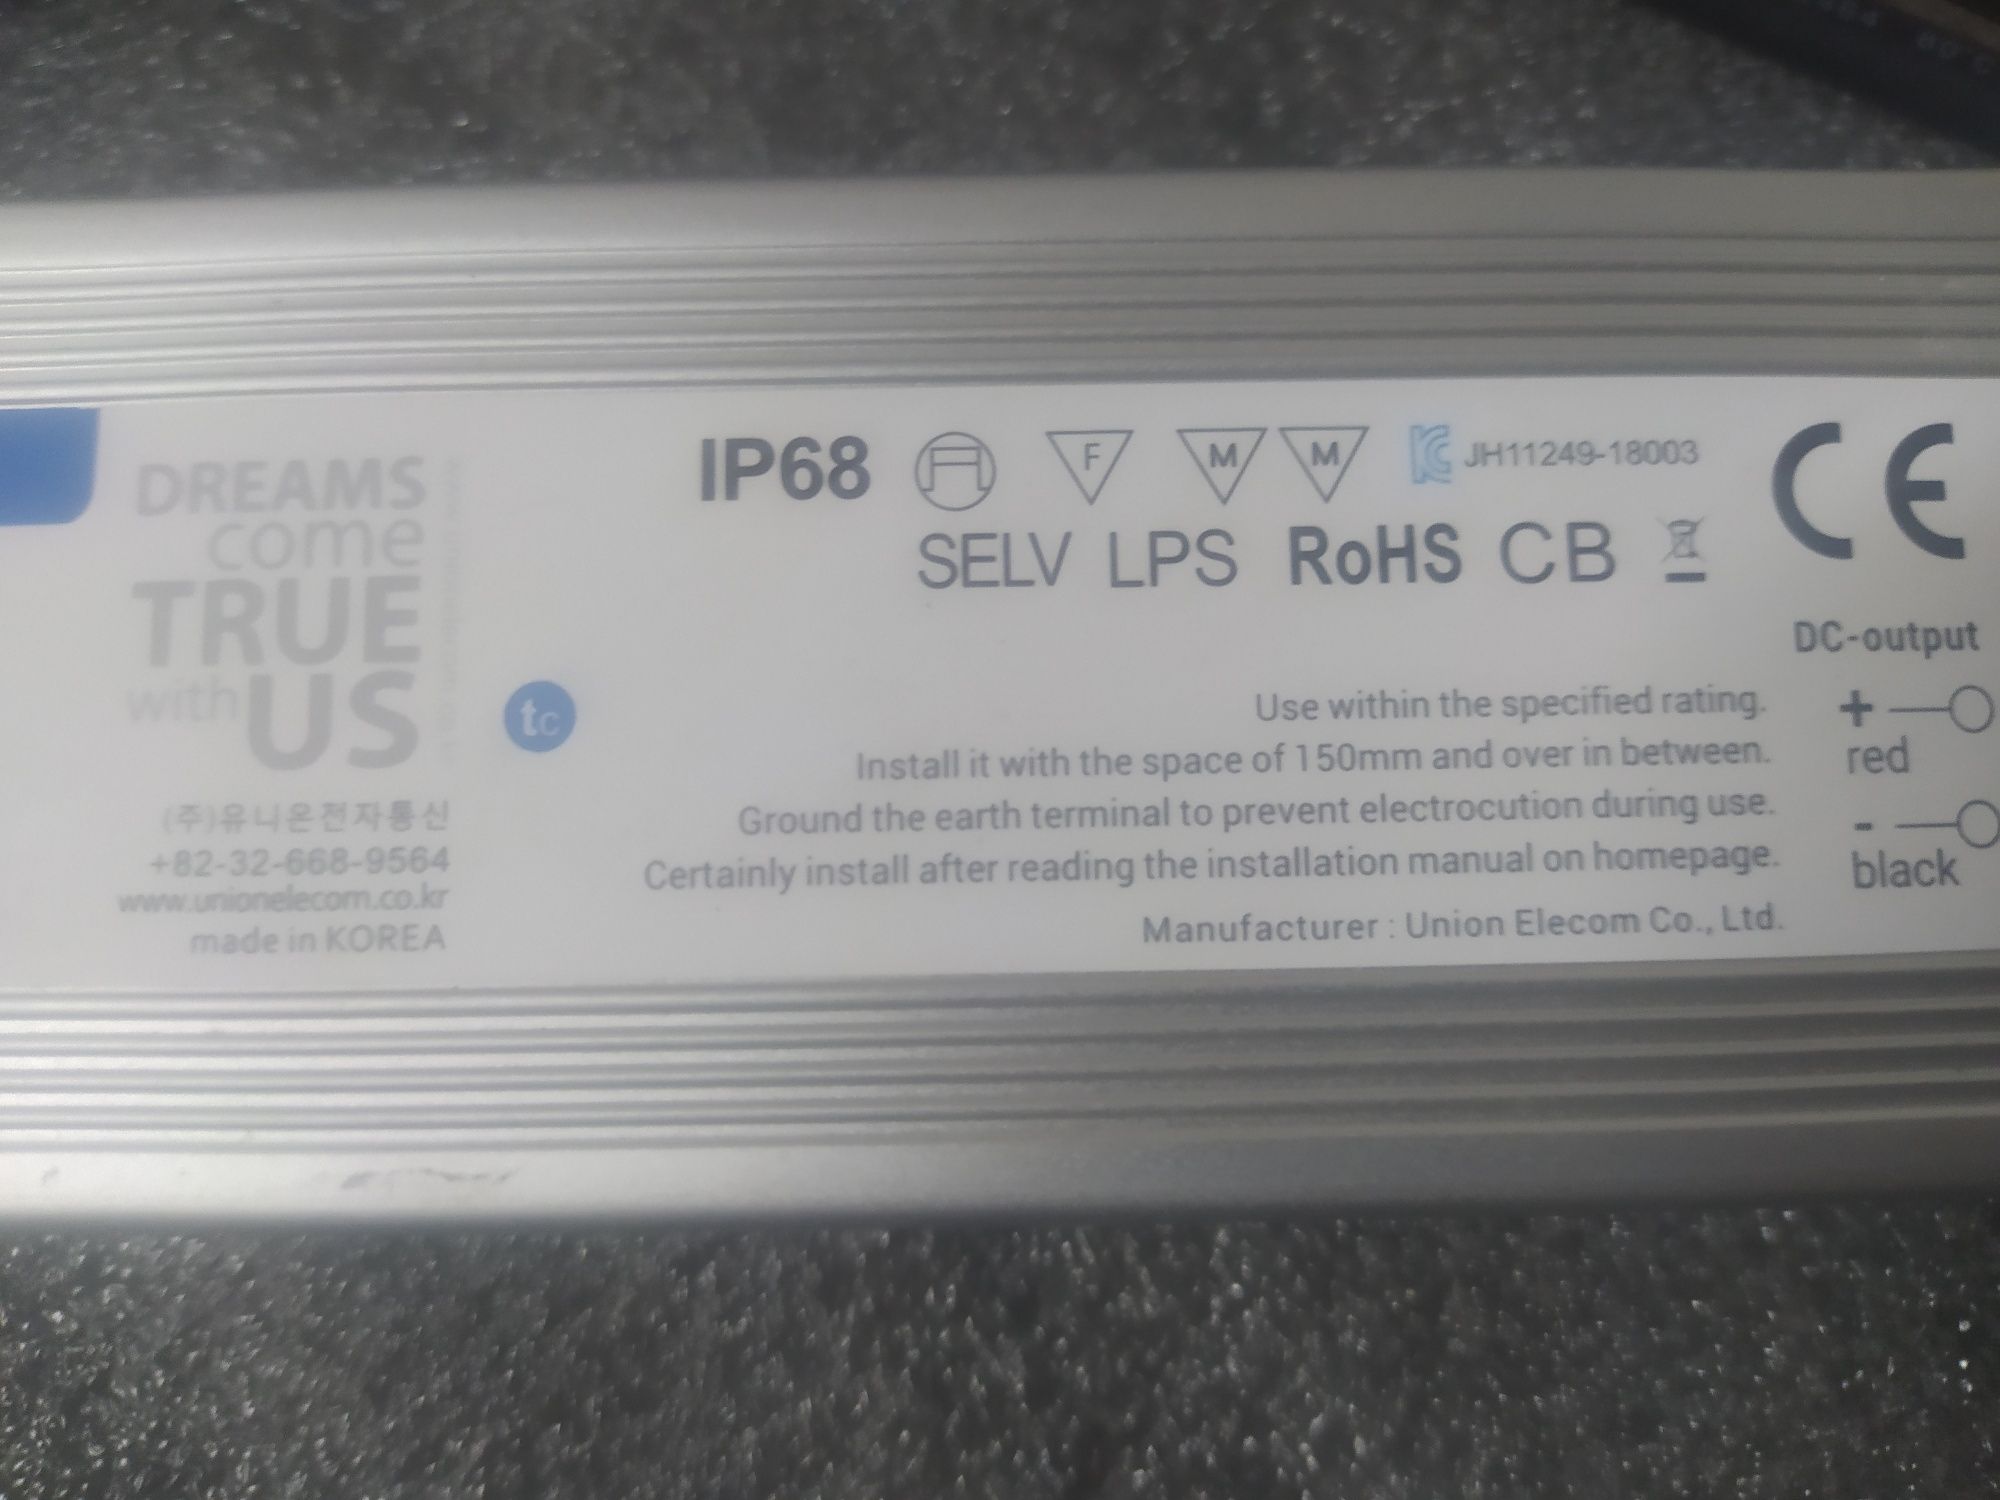 DREAMS
come
TRUE
with US
(주)유니온전자통신
+82-32-668-9564
www.unionelecom.co.kr
made in KOREA
tc
IP68 F M M JH11249-18003
SELV LPS RoHS CB
CE
Use within the specified rating.
Install it with the space of 150mm and over in between.
Ground the earth terminal to prevent electrocution during use.
Certainly install after reading the installation manual on homepage.
Manufacturer : Union Elecom Co., Ltd.
DC-output
+
red
-
black